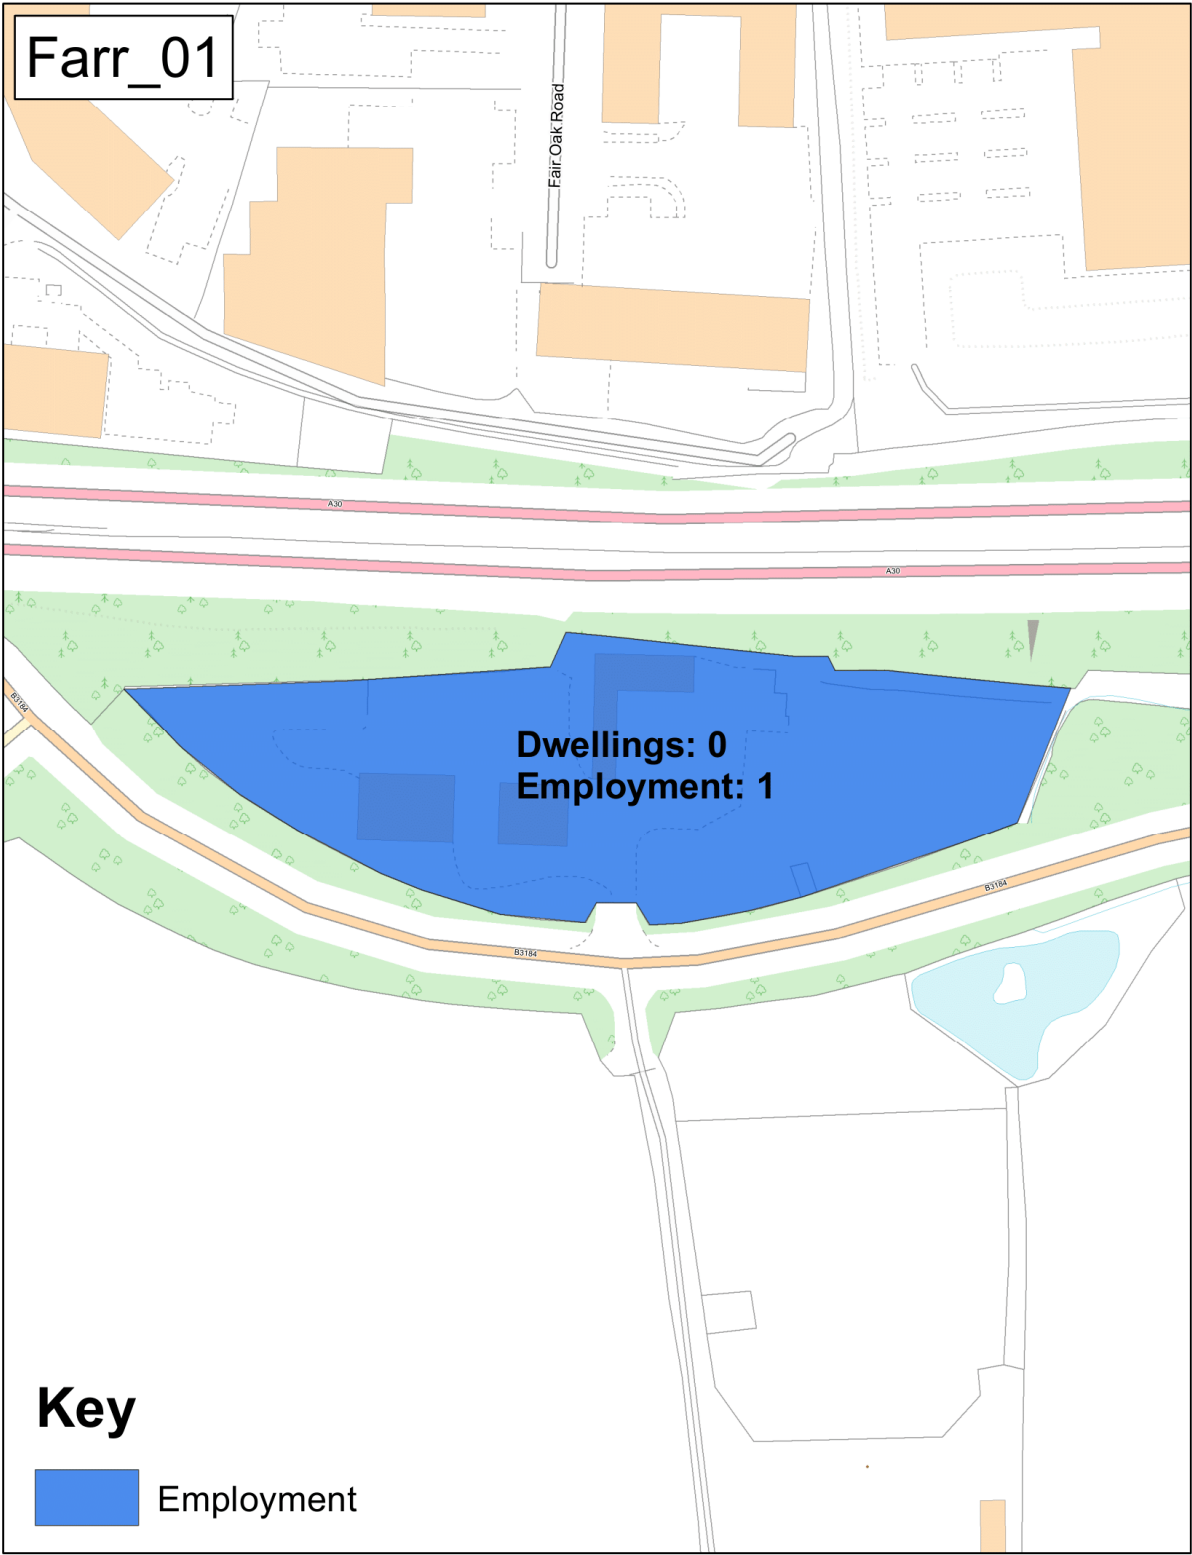 Farr_01
Fair Oak Road
A30
A30
B3184
Dwellings: 0
Employment: 1
B3184
B3184
Key
Employment